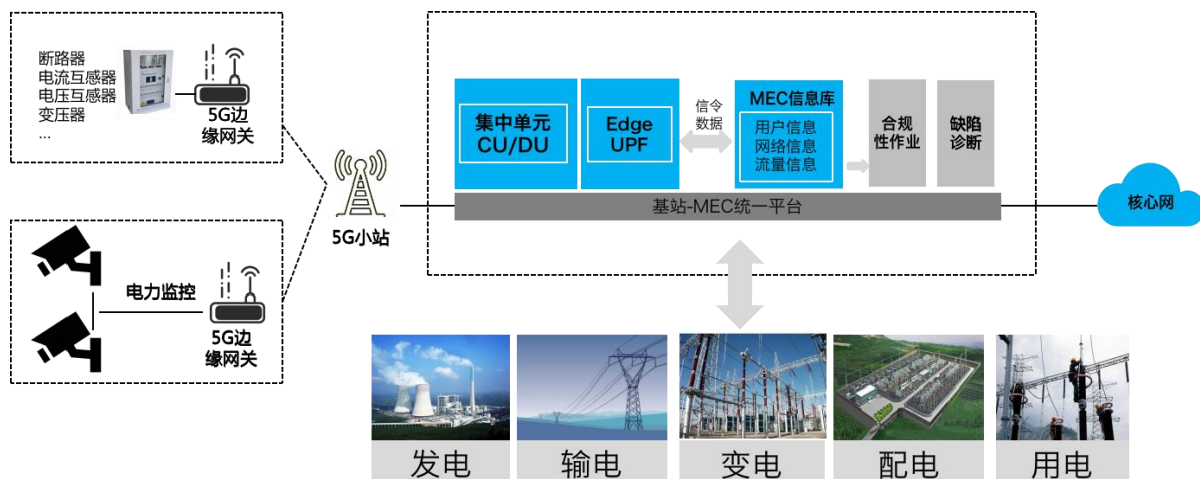 断路器
电流互感器
电压互感器
变压器
...
5G边
缘网关
电力监控
5G边
缘网关
5G小站
集中单元
CU/DU
Edge
UPF
信令
数据
MEC信息库
用户信息
网络信息
流量信息
合规
性作业
缺陷
诊断
基站-MEC统一平台
核心网
发电
输电
变电
配电
用电